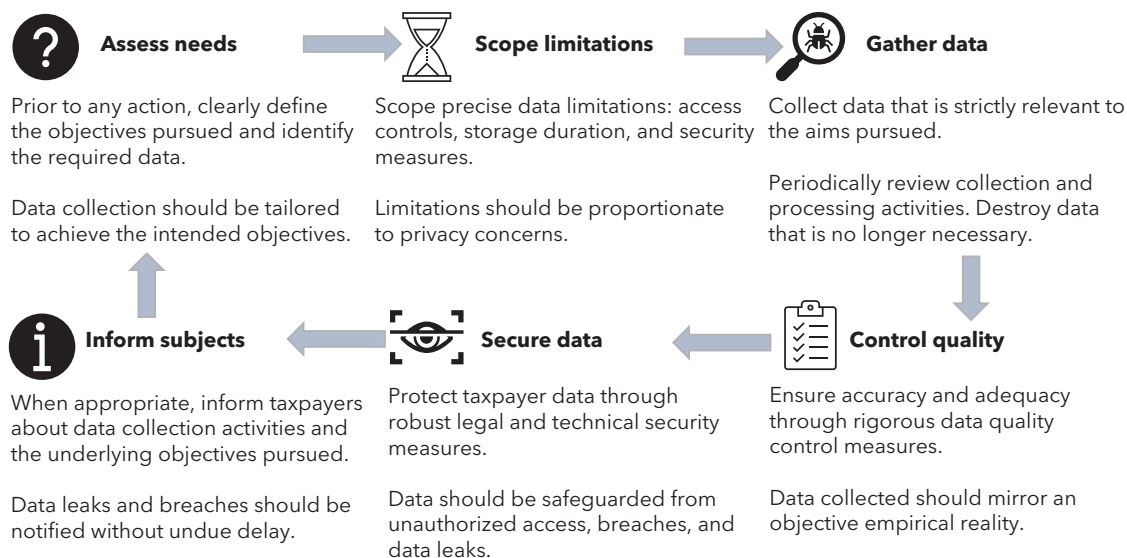 Assess needs
Prior to any action, clearly define
the objectives pursued and identify
the required data.
Data collection should be tailored
to achieve the intended objectives.
Scope limitations
Scope precise data limitations: access
controls, storage duration, and security
measures.
Limitations should be proportionate
to privacy concerns.
Gather data
Collect data that is strictly relevant to
the aims pursued.
Periodically review collection and
processing activities. Destroy data
that is no longer necessary.
Control quality
Ensure accuracy and adequacy
through rigorous data quality
control measures.
Data collected should mirror an
objective empirical reality.
Secure data
Protect taxpayer data through
robust legal and technical security
measures.
Data should be safeguarded from
unauthorized access, breaches, and
data leaks.
Inform subjects
When appropriate, inform taxpayers
about data collection activities and
the underlying objectives pursued.
Data leaks and breaches should be
notified without undue delay.